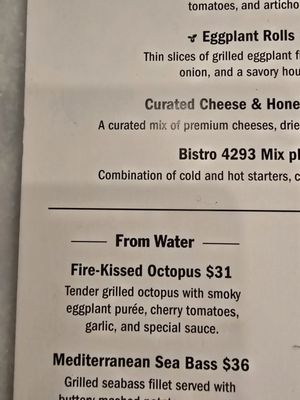 tomatoes, and articho
Eggplant Rolls
Thin slices of grilled eggplant f
onion, and a savory hou
Curated Cheese & Hone
A curated mix of premium cheeses, drie
Bistro 4293 Mix pl
Combination of cold and hot starters, c
From Water
Fire-Kissed Octopus $31
Tender grilled octopus with smoky
eggplant purée, cherry tomatoes,
garlic, and special sauce.
Mediterranean Sea Bass $36
Grilled seabass fillet served with